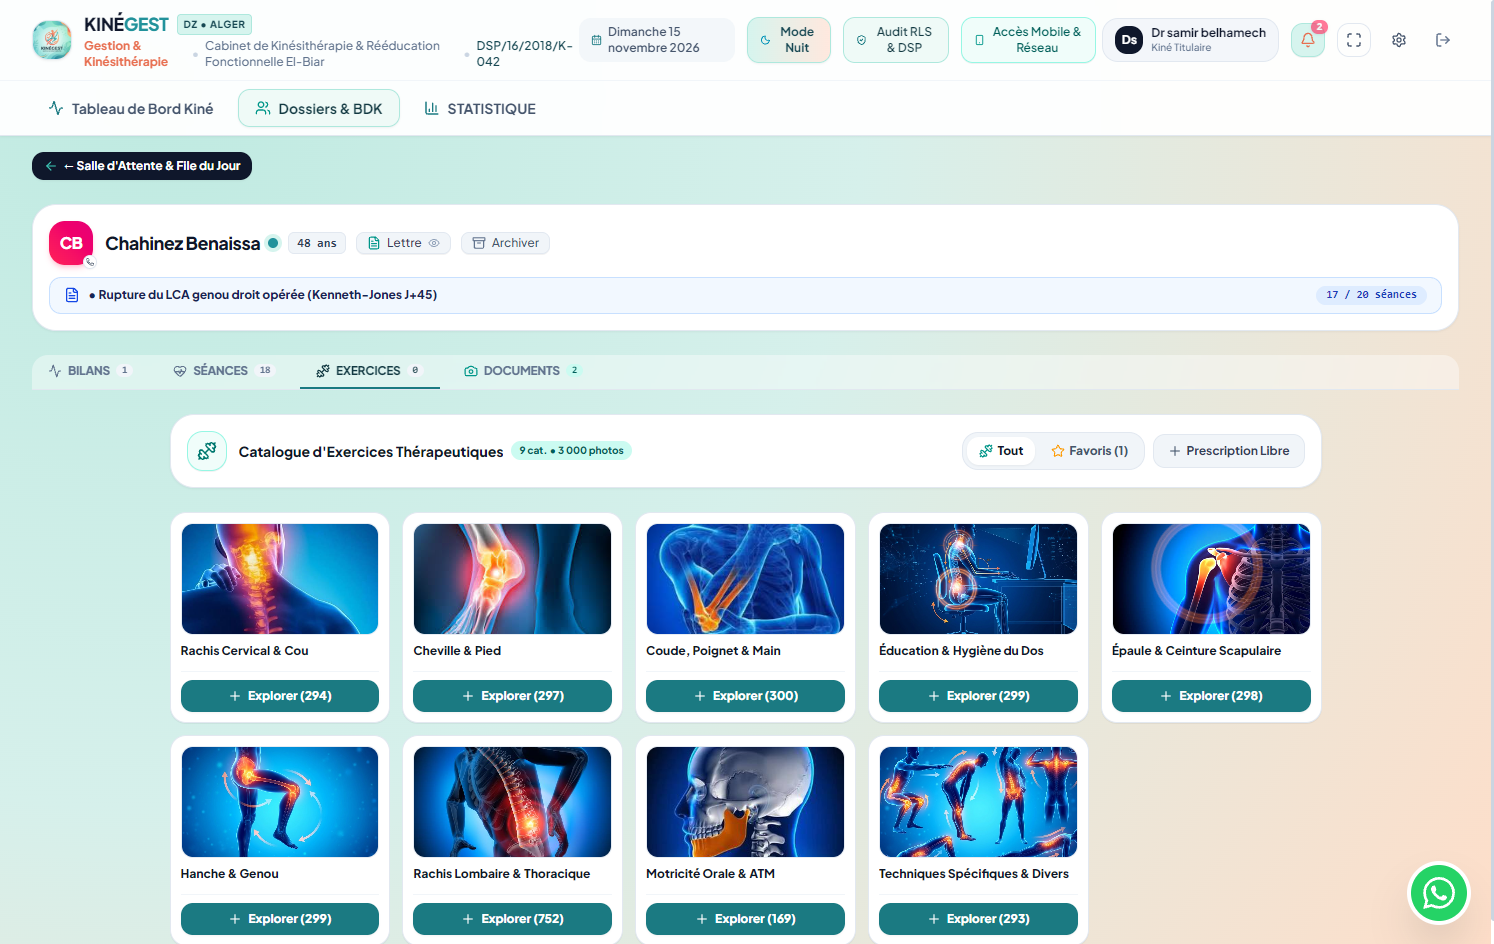 KINÉGEST
DZ • ALGER
Gestion &
Kinésithérapie
Cabinet de Kinésithérapie & Rééducation
Fonctionnelle El-Biar
DSP/16/2018/K-
042
Dimanche 15
novembre 2026
Mode
Nuit
Audit RLS
& DSP
Accès Mobile &
Réseau
Ds
Dr samir belhamech
Kiné Titulaire
2
Tableau de Bord Kiné
Dossiers & BDK
STATISTIQUE
← Salle d'Attente & File du Jour
CB
Chahinez Benaissa
48 ans
Lettre
Archiver
• Rupture du LCA genou droit opérée (Kenneth-Jones J+45)
17 / 20 séances
BILANS 1
SÉANCES 18
EXERCICES 0
DOCUMENTS 2
Catalogue d'Exercices Thérapeutiques
9 cat. • 3 000 photos
Tout
Favoris (1)
Prescription Libre
Rachis Cervical & Cou
Cheville & Pied
Coude, Poignet & Main
Éducation & Hygiène du Dos
Épaule & Ceinture Scapulaire
Explorer (294)
Explorer (297)
Explorer (300)
Explorer (299)
Explorer (298)
Hanche & Genou
Rachis Lombaire & Thoracique
Motricité Orale & ATM
Techniques Spécifiques & Divers
Explorer (299)
Explorer (752)
Explorer (169)
Explorer (293)